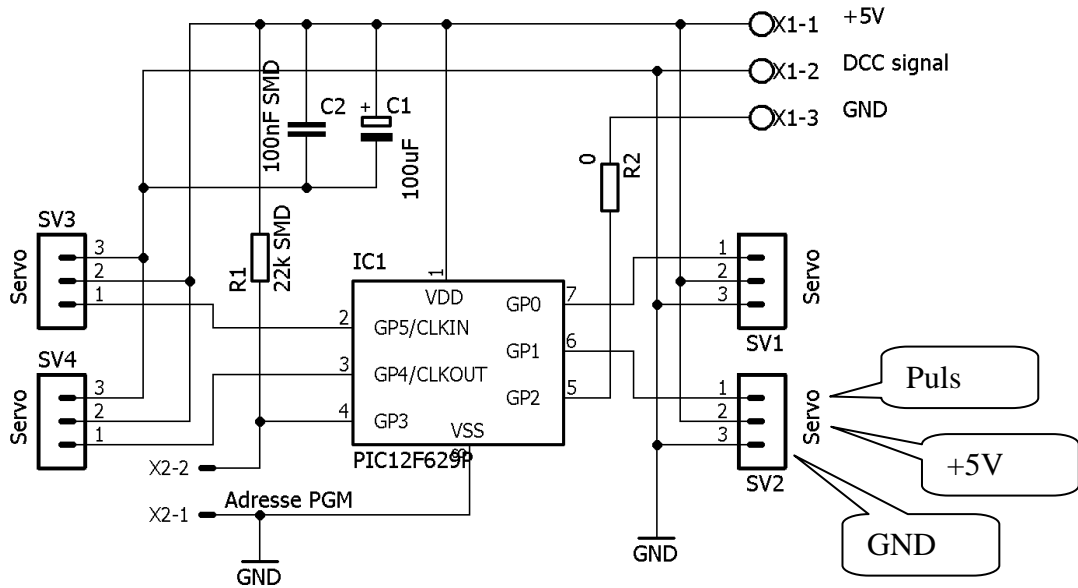 X1-1 +5V
X1-2 DCC signal
X1-3 GND
100nF SMD
C2
+ C1
100uF
0
R2
SV3
3
2
1
Servo
R1
22k SMD
IC1
1
VDD
2 GP5/CLKIN
3 GP4/CLKOUT
4 GP3
GP0 7
GP1 6
GP2 5
VSS
8
PIC12F629P
SV4
3
2
1
Servo
X2-2
X2-1
Adresse PGM
GND
1
2
3
Servo
SV1
1
2
3
Servo
SV2
GND
Puls
+5V
GND